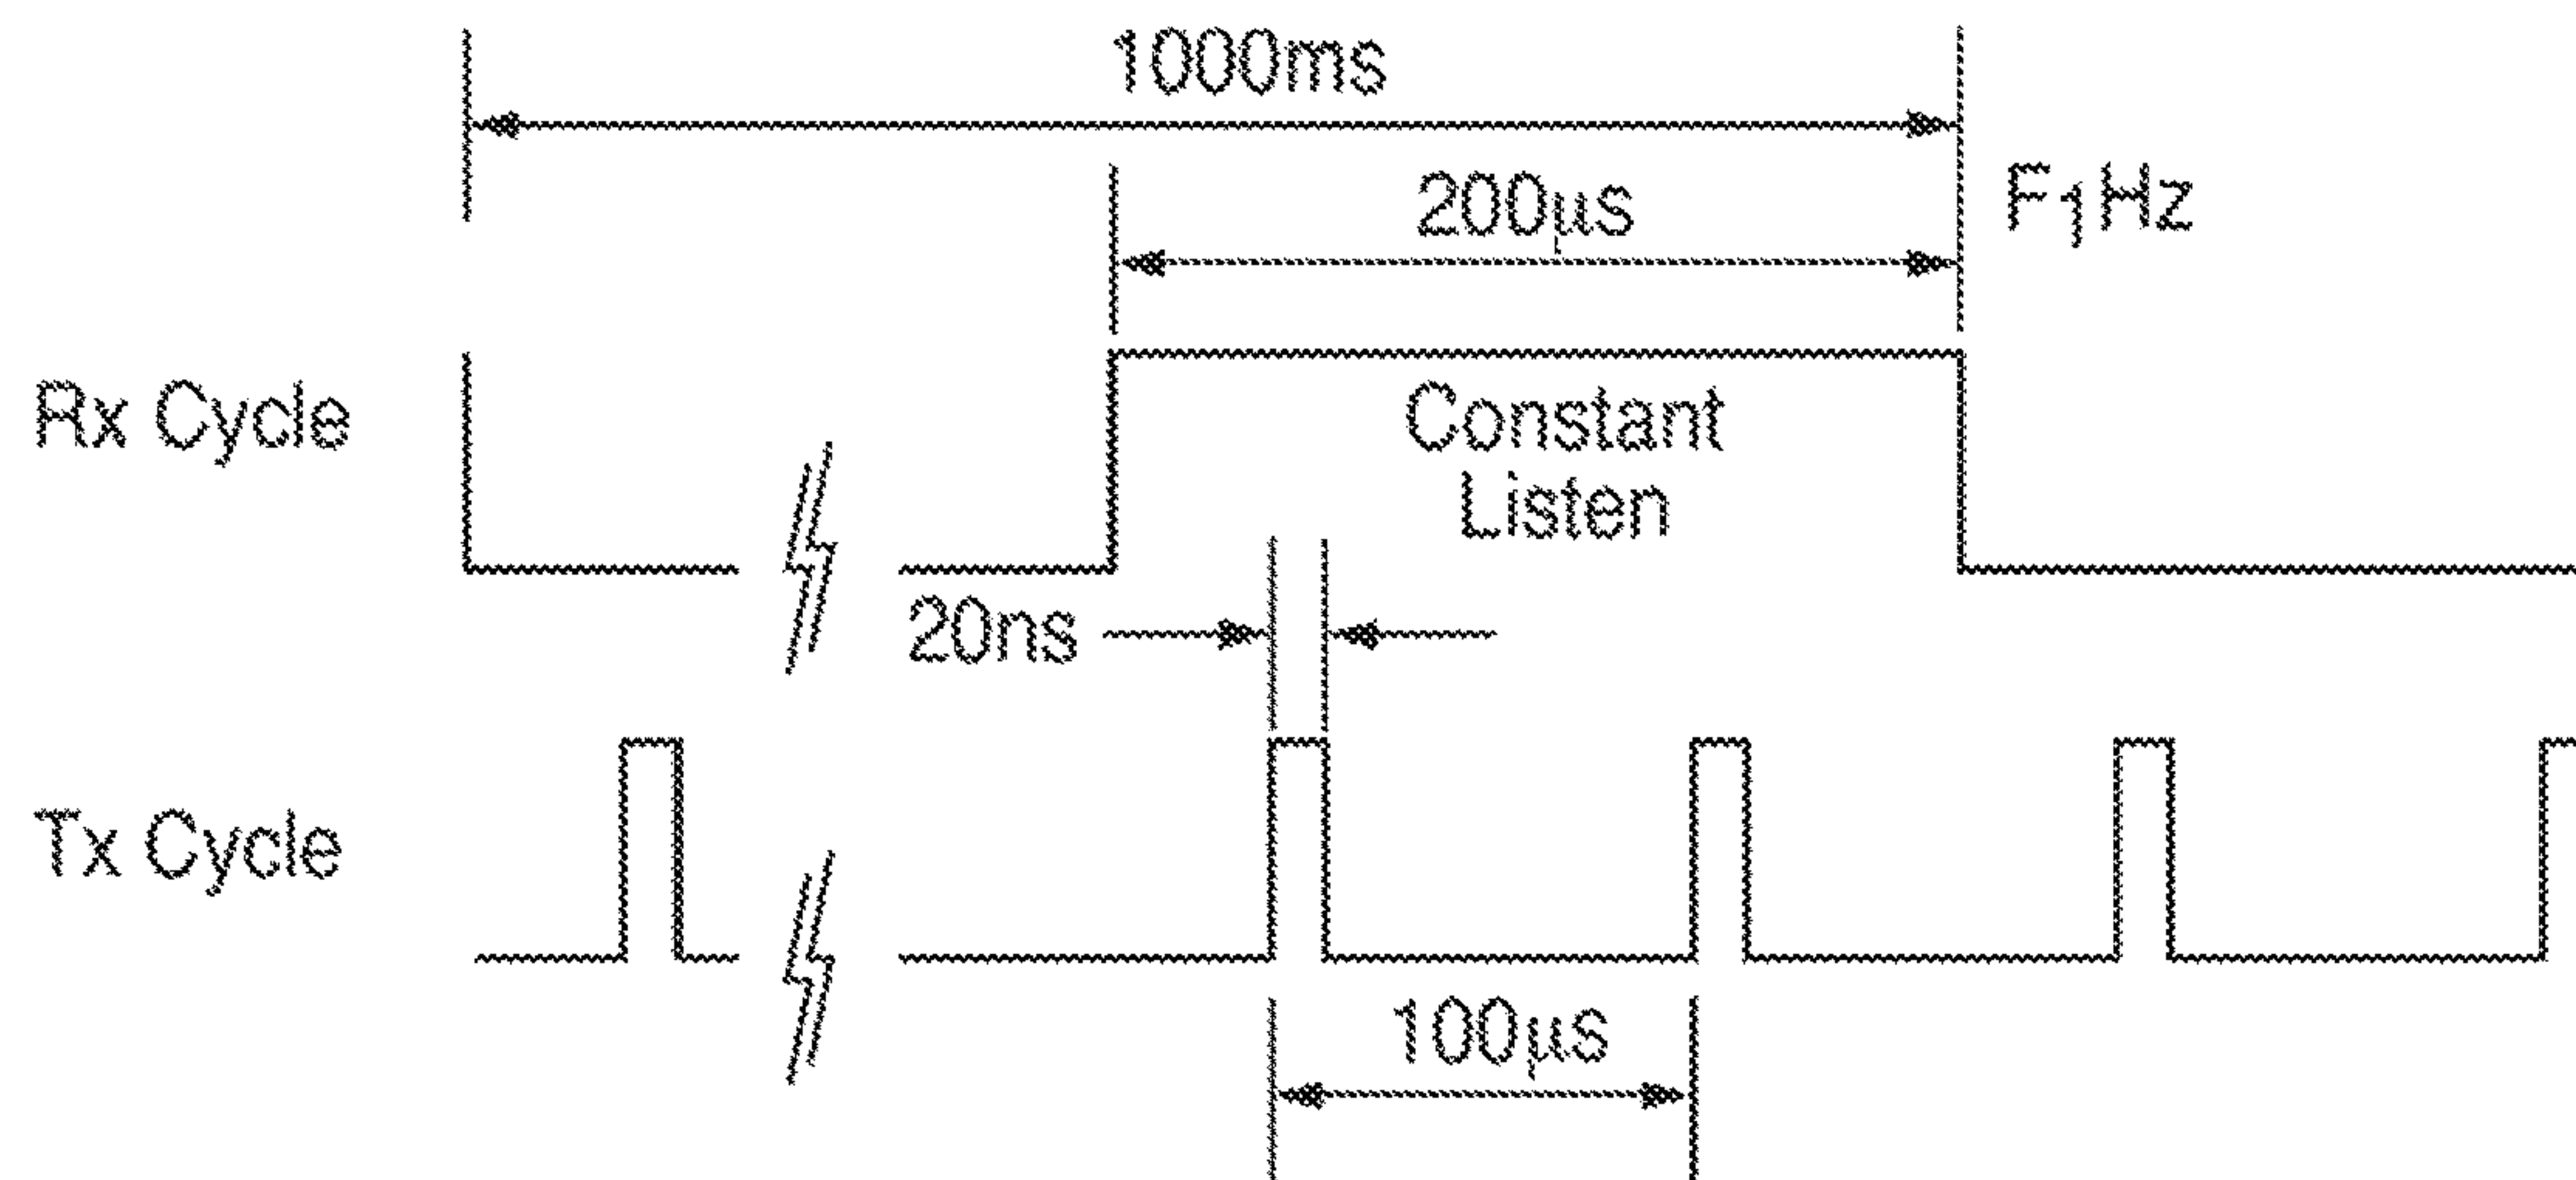 1000ms
200µs
F₁Hz
Rx Cycle
Constant
Listen
20ns
Tx Cycle
100µs